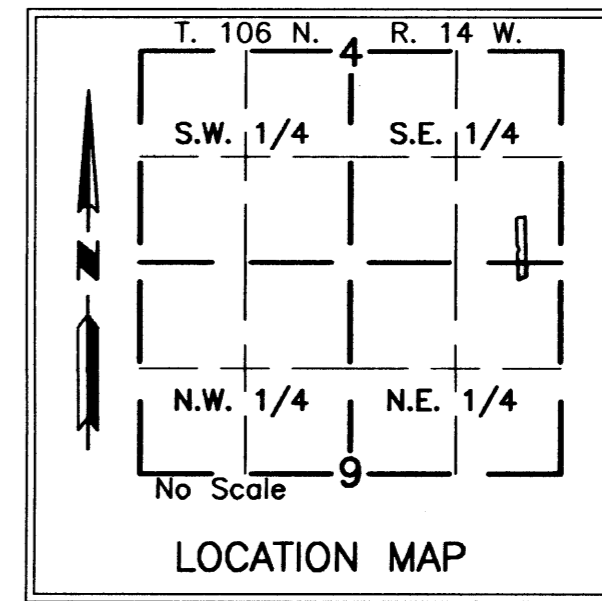 T. 106 N. R. 14 W.
4
S.W. 1/4 S.E. 1/4
N
N.W. 1/4 N.E. 1/4
9
No Scale
LOCATION MAP